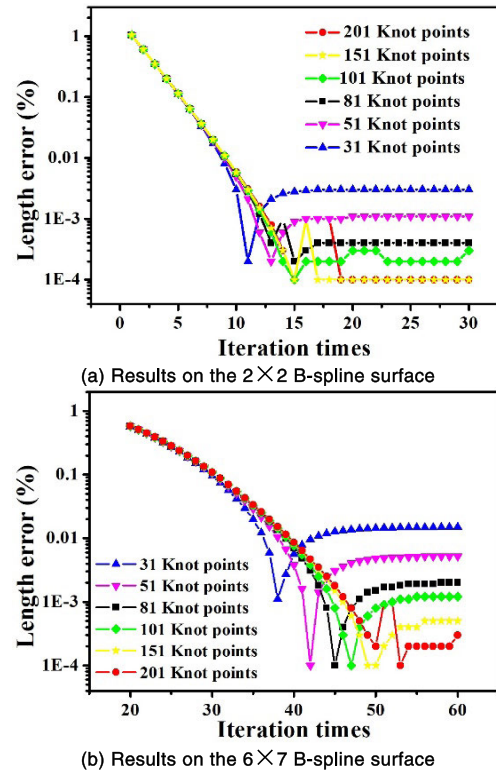 (a)
Length error (%)
1
0.1
0.01
1E-3
1E-4
201 Knot points
151 Knot points
101 Knot points
81 Knot points
51 Knot points
31 Knot points
0 5 10 15 20 25 30
Iteration times
(a) Results on the 2×2 B-spline surface
Length error (%)
1
0.1
0.01
1E-3
1E-4
31 Knot points
51 Knot points
81 Knot points
101 Knot points
151 Knot points
201 Knot points
20 30 40 50 60
Iteration times
(b) Results on the 6×7 B-spline surface